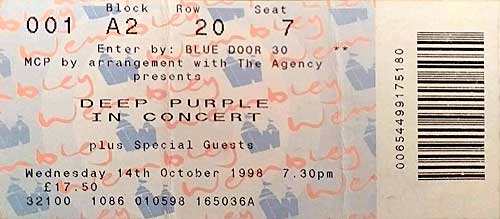 Block Row Seat
001 A2 20 7
Enter by: BLUE DOOR 30 **
MCP by arrangement with The Agency
presents
DEEP PURPLE
IN CONCERT
plus Special Guests
Wednesday 14th October 1998 7.30pm
£17.50
32100 1086 010598 165036A
0065449917518​0